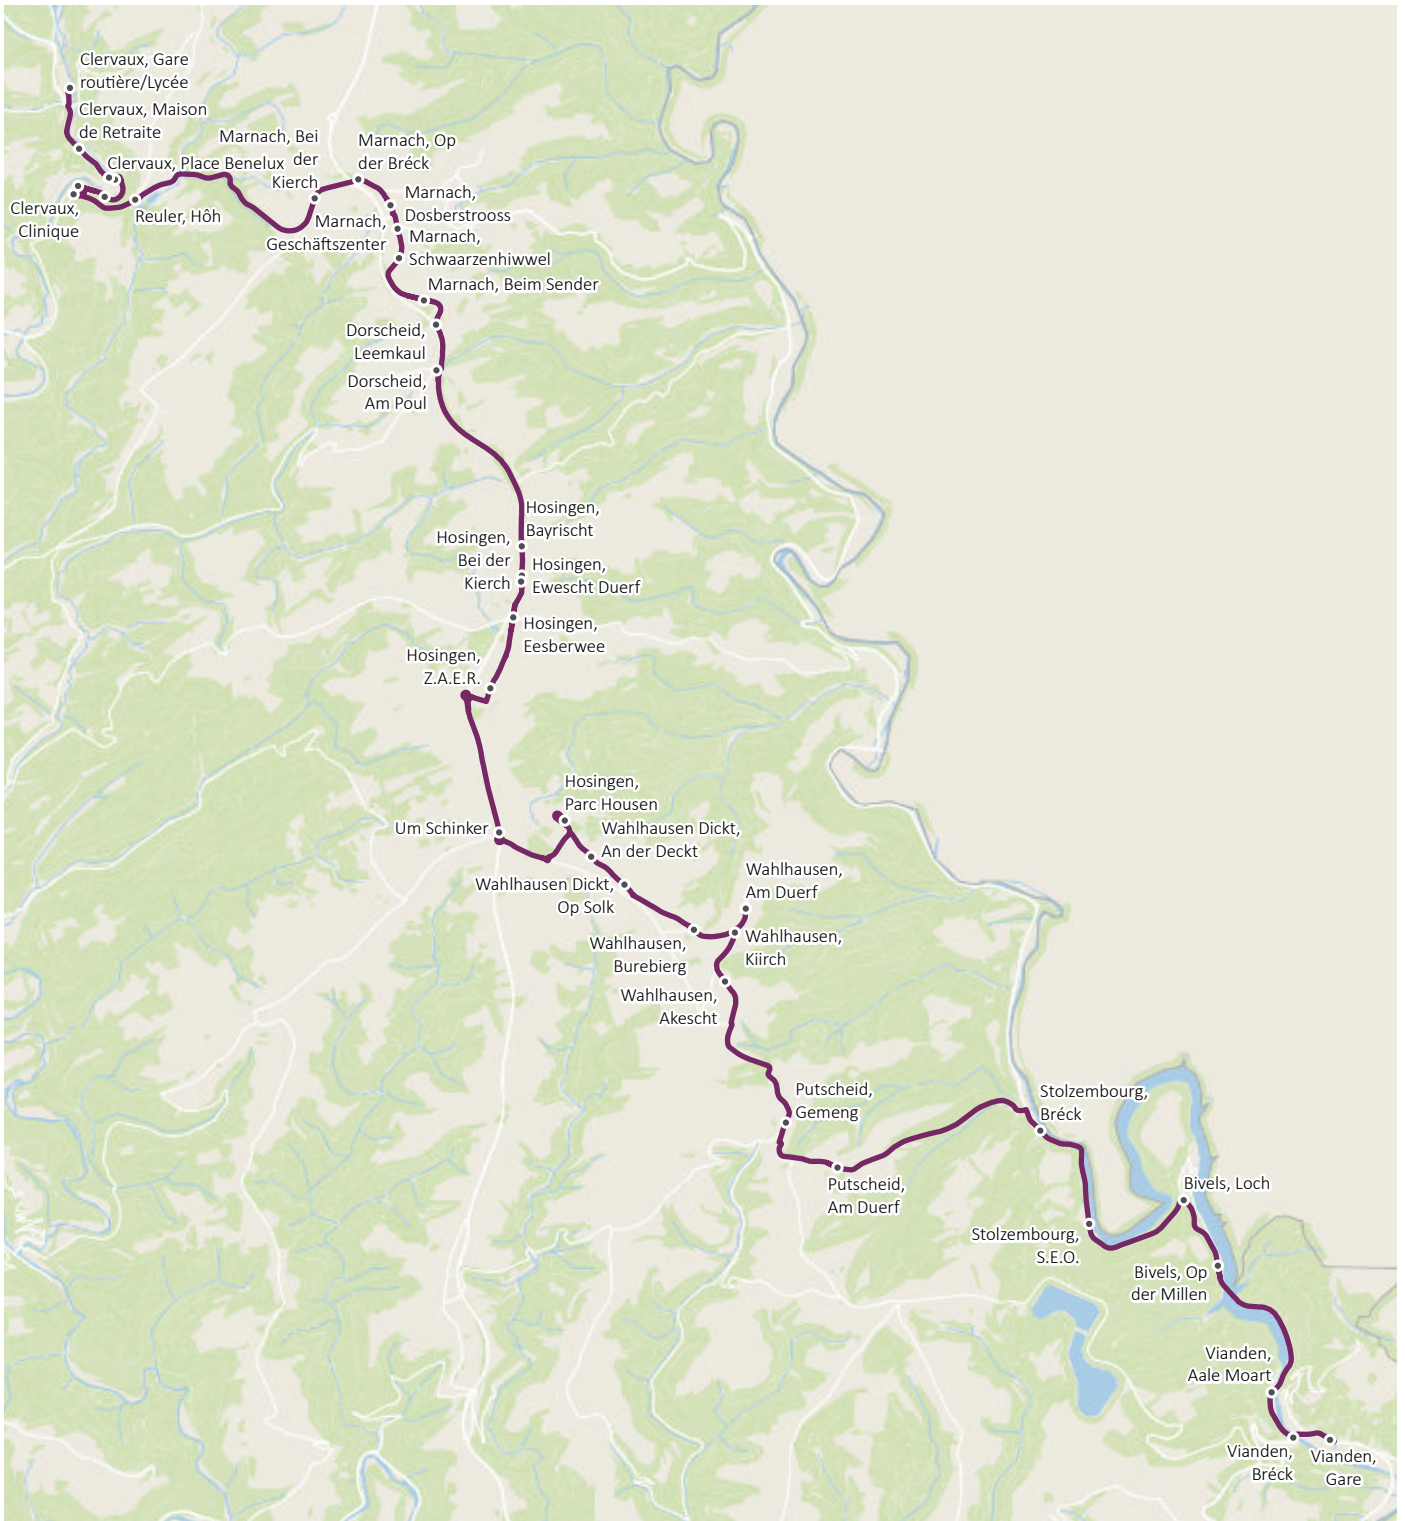 Clervaux, Gare
routière/Lycée
Clervaux, Maison
de Retraite
Clervaux, Place Benelux
Clervaux,
Clinique
Reuler, Hôh
Marnach, Bei
der
Kierch
Marnach, Op
der Bréck
Marnach,
Dosberstrooss
Marnach,
Geschäftszenter
Marnach,
Schwaarzenhiwwel
Marnach, Beim Sender
Dorscheid,
Leemkaul
Dorscheid,
Am Poul
Hosingen,
Bayrischt
Hosingen,
Bei der
Kierch
Hosingen,
Ewescht Duerf
Hosingen,
Eesberwee
Hosingen,
Z.A.E.R.
Um Schinker
Hosingen,
Parc Housen
Wahlhausen Dickt,
An der Deckt
Wahlhausen Dickt,
Op Solk
Wahlhausen,
Am Duerf
Wahlhausen,
Burebierg
Wahlhausen,
Kiirch
Wahlhausen,
Akescht
Putscheid,
Gemeng
Putscheid,
Am Duerf
Stolzembourg,
Bréck
Stolzembourg,
S.E.O.
Bivels, Loch
Bivels, Op
der Millen
Vianden,
Aale Moart
Vianden,
Bréck
Vianden,
Gare